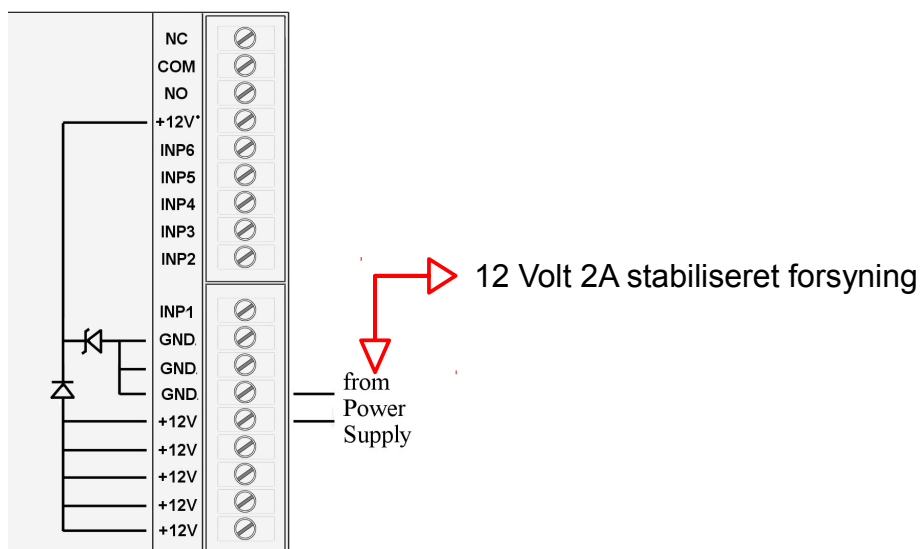 NC
COM
NO
+12V*
INP6
INP5
INP4
INP3
INP2
12 Volt 2A stabiliseret forsyning
INP1
GND.
GND.
GND.
+12V
+12V
+12V
+12V
+12V
from
Power
Supply